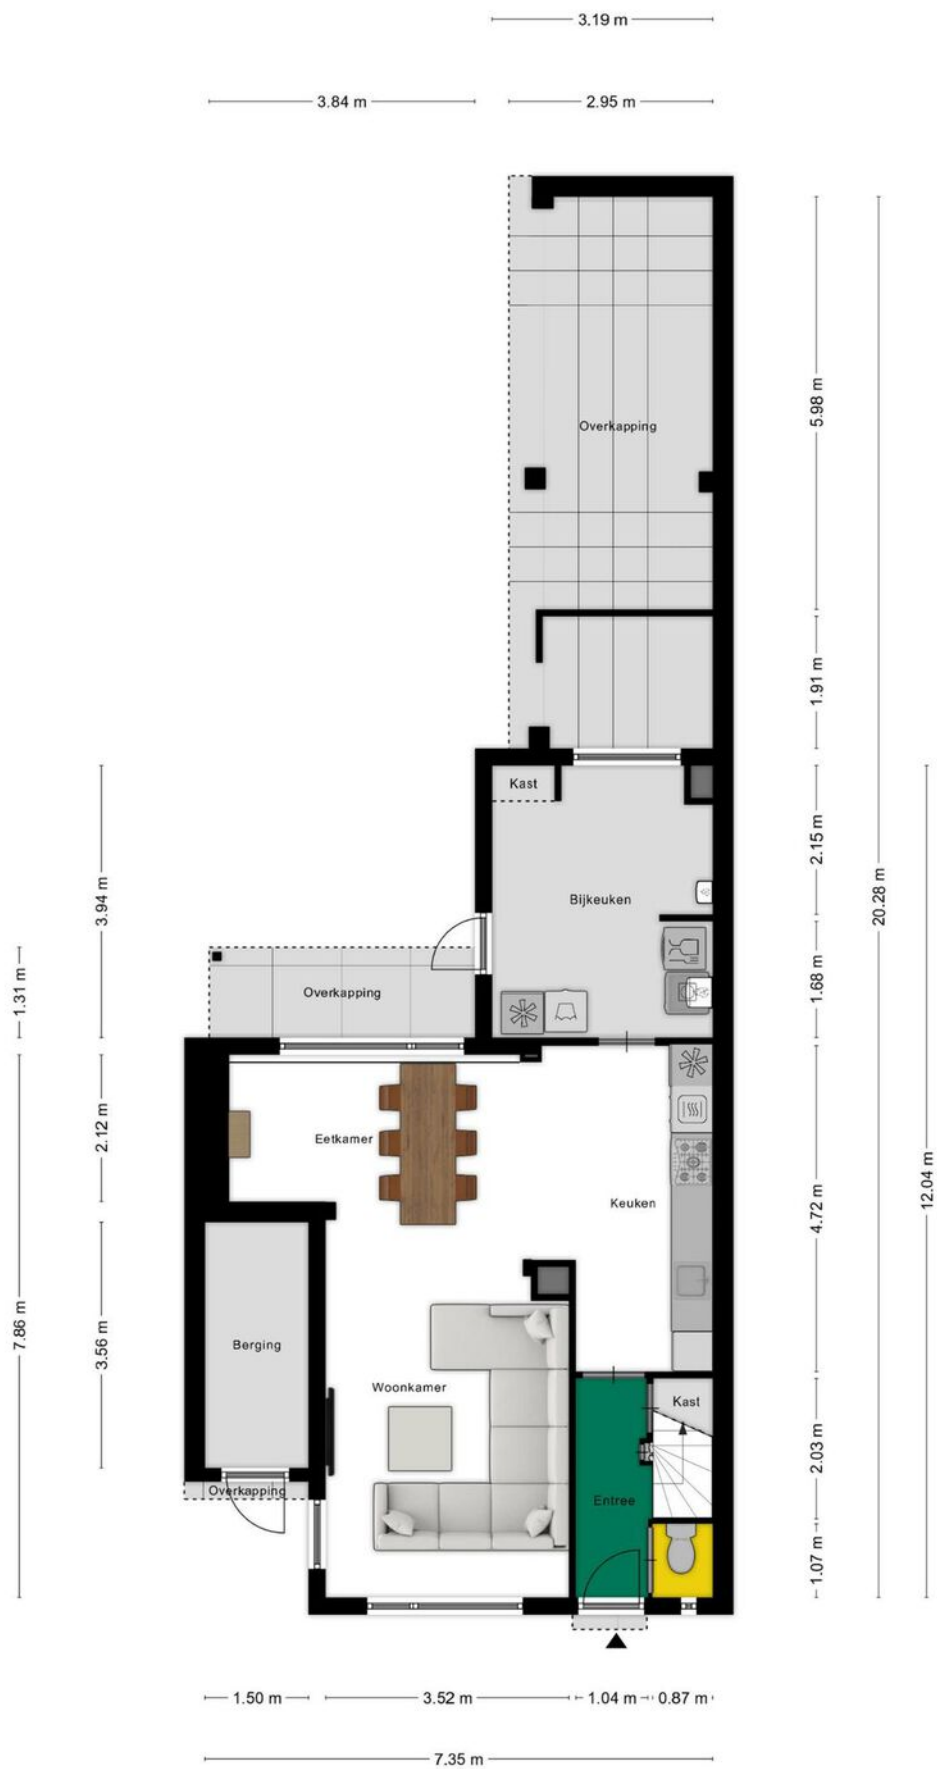 3.19 m
3.84 m
2.95 m
5.98 m
Overkapping
1.91 m
Kast
2.15 m
3.94 m
20.28 m
Bijkeuken
1.31 m
Overkapping
1.68 m
2.12 m
Eetkamer
12.04 m
Keuken
4.72 m
7.86 m
3.56 m
Berging
Woonkamer
Kast
2.03 m
Overkapping
Entree
1.07 m
1.50 m
3.52 m
1.04 m
0.87 m
7.35 m